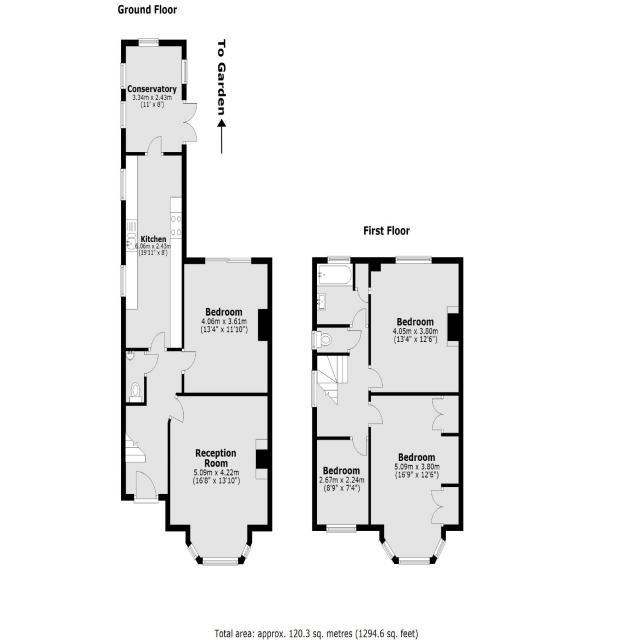 Ground Floor
To Garden
Conservatory
3.34m x 2.43m
(11' x 8')
Kitchen
6.06m x 2.43m
(19'11" x 8')
Bedroom
4.06m x 3.61m
(13'4" x 11'10")
Reception
Room
5.09m x 4.22m
(16'8" x 13'10")
First Floor
Bedroom
4.05m x 3.80m
(13'4" x 12'6")
Bedroom
5.09m x 3.80m
(16'9" x 12'6")
Bedroom
2.67m x 2.24m
(8'9" x 7'4")
Total area: approx. 120.3 sq. metres (1294.6 sq. feet)